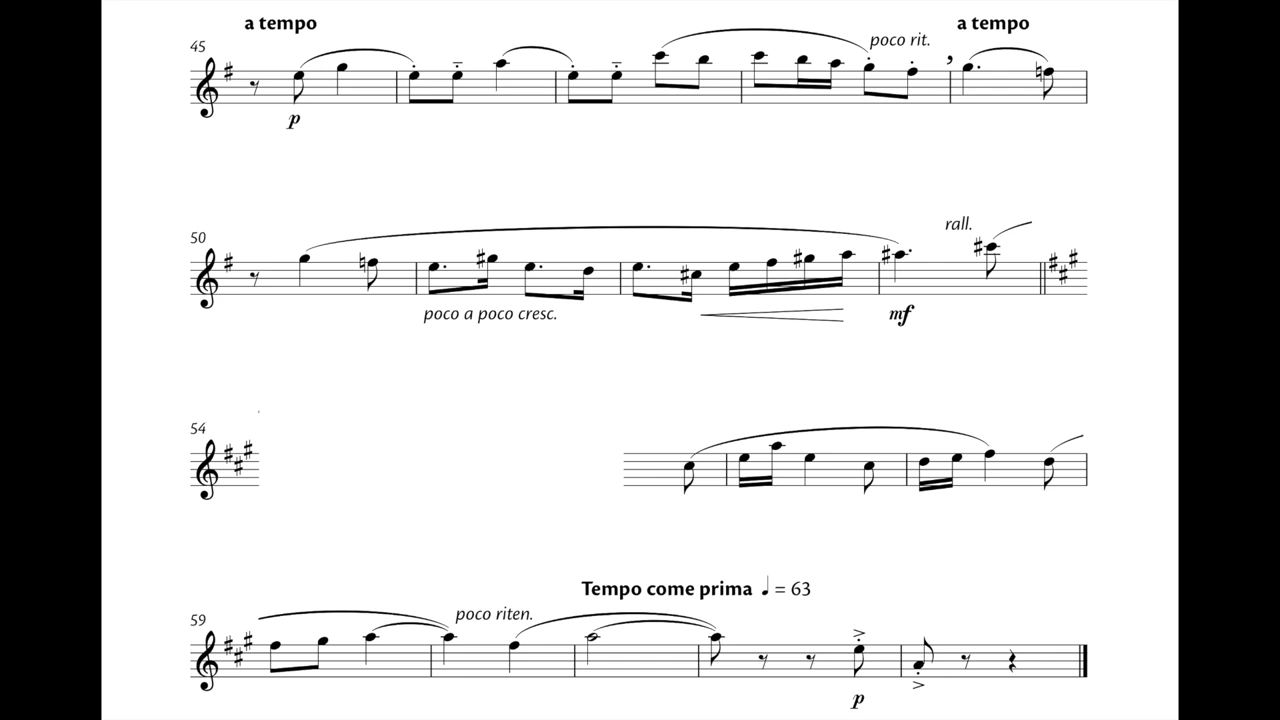 a tempo a tempo
45 poco rit.
p
50 rall.
poco a poco cresc. mf
54
Tempo come prima ♩ = 63
59 poco riten.
p